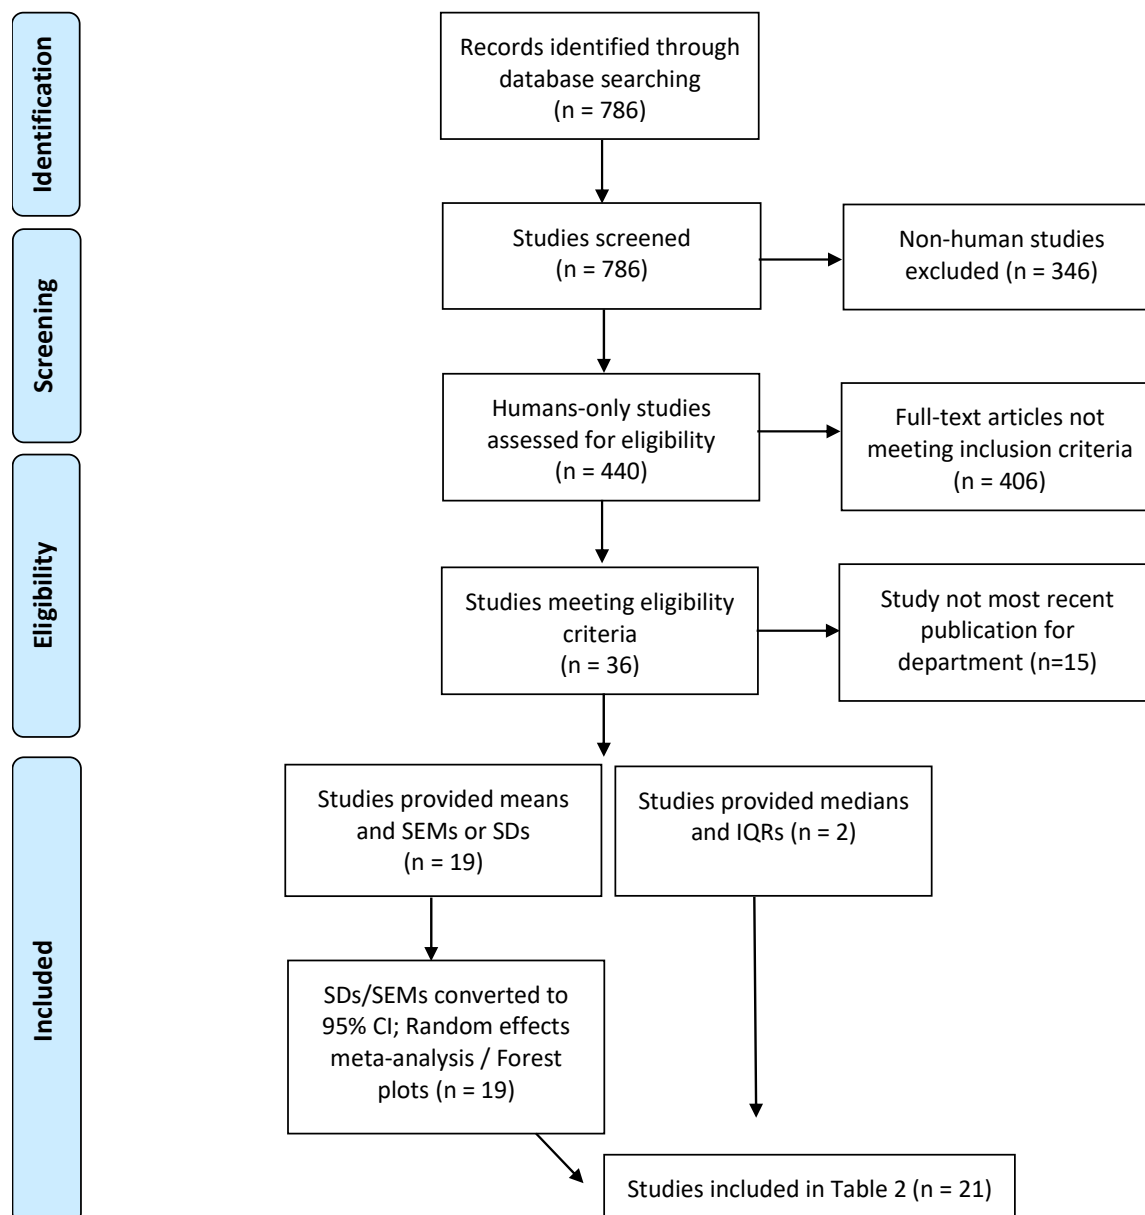 Identification
Records identified through
database searching
(n = 786)
Screening
Studies screened
(n = 786)
Non-human studies
excluded (n = 346)
Humans-only studies
assessed for eligibility
(n = 440)
Full-text articles not
meeting inclusion criteria
(n = 406)
Eligibility
Studies meeting eligibility
criteria
(n = 36)
Study not most recent
publication for
department (n=15)
Included
Studies provided means
and SEMs or SDs
(n = 19)
Studies provided medians
and IQRs (n = 2)
SDs/SEMs converted to
95% CI; Random effects
meta-analysis / Forest
plots (n = 19)
Studies included in Table 2 (n = 21)